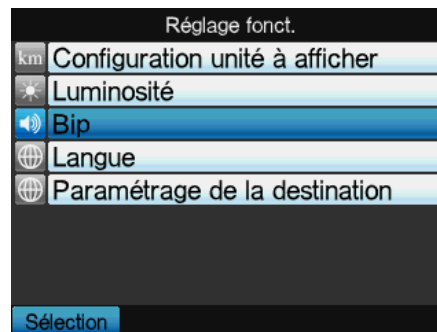 Réglage fonct.
km Configuration unité à afficher
Luminosité
Bip
Langue
Paramétrage de la destination
Sélection